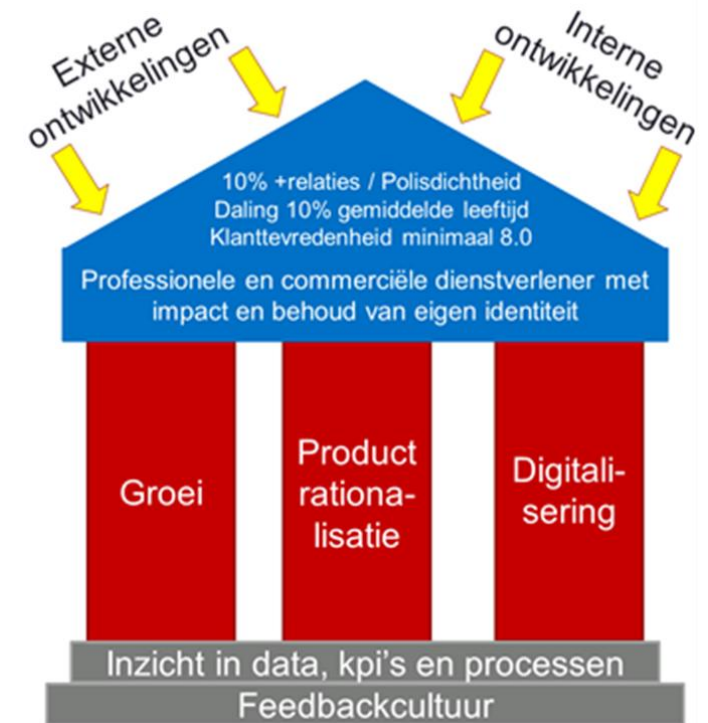 Externe
ontwikkelingen
Interne
ontwikkelingen
10% +relaties / Polisdichtheid
Daling 10% gemiddelde leeftijd
Klanttevredenheid minimaal 8.0
Professionele en commerciële dienstverlener met
impact en behoud van eigen identiteit
Groei
Product
rationa-
lisatie
Digitali-
sering
Inzicht in data, kpi's en processen
Feedbackcultuur